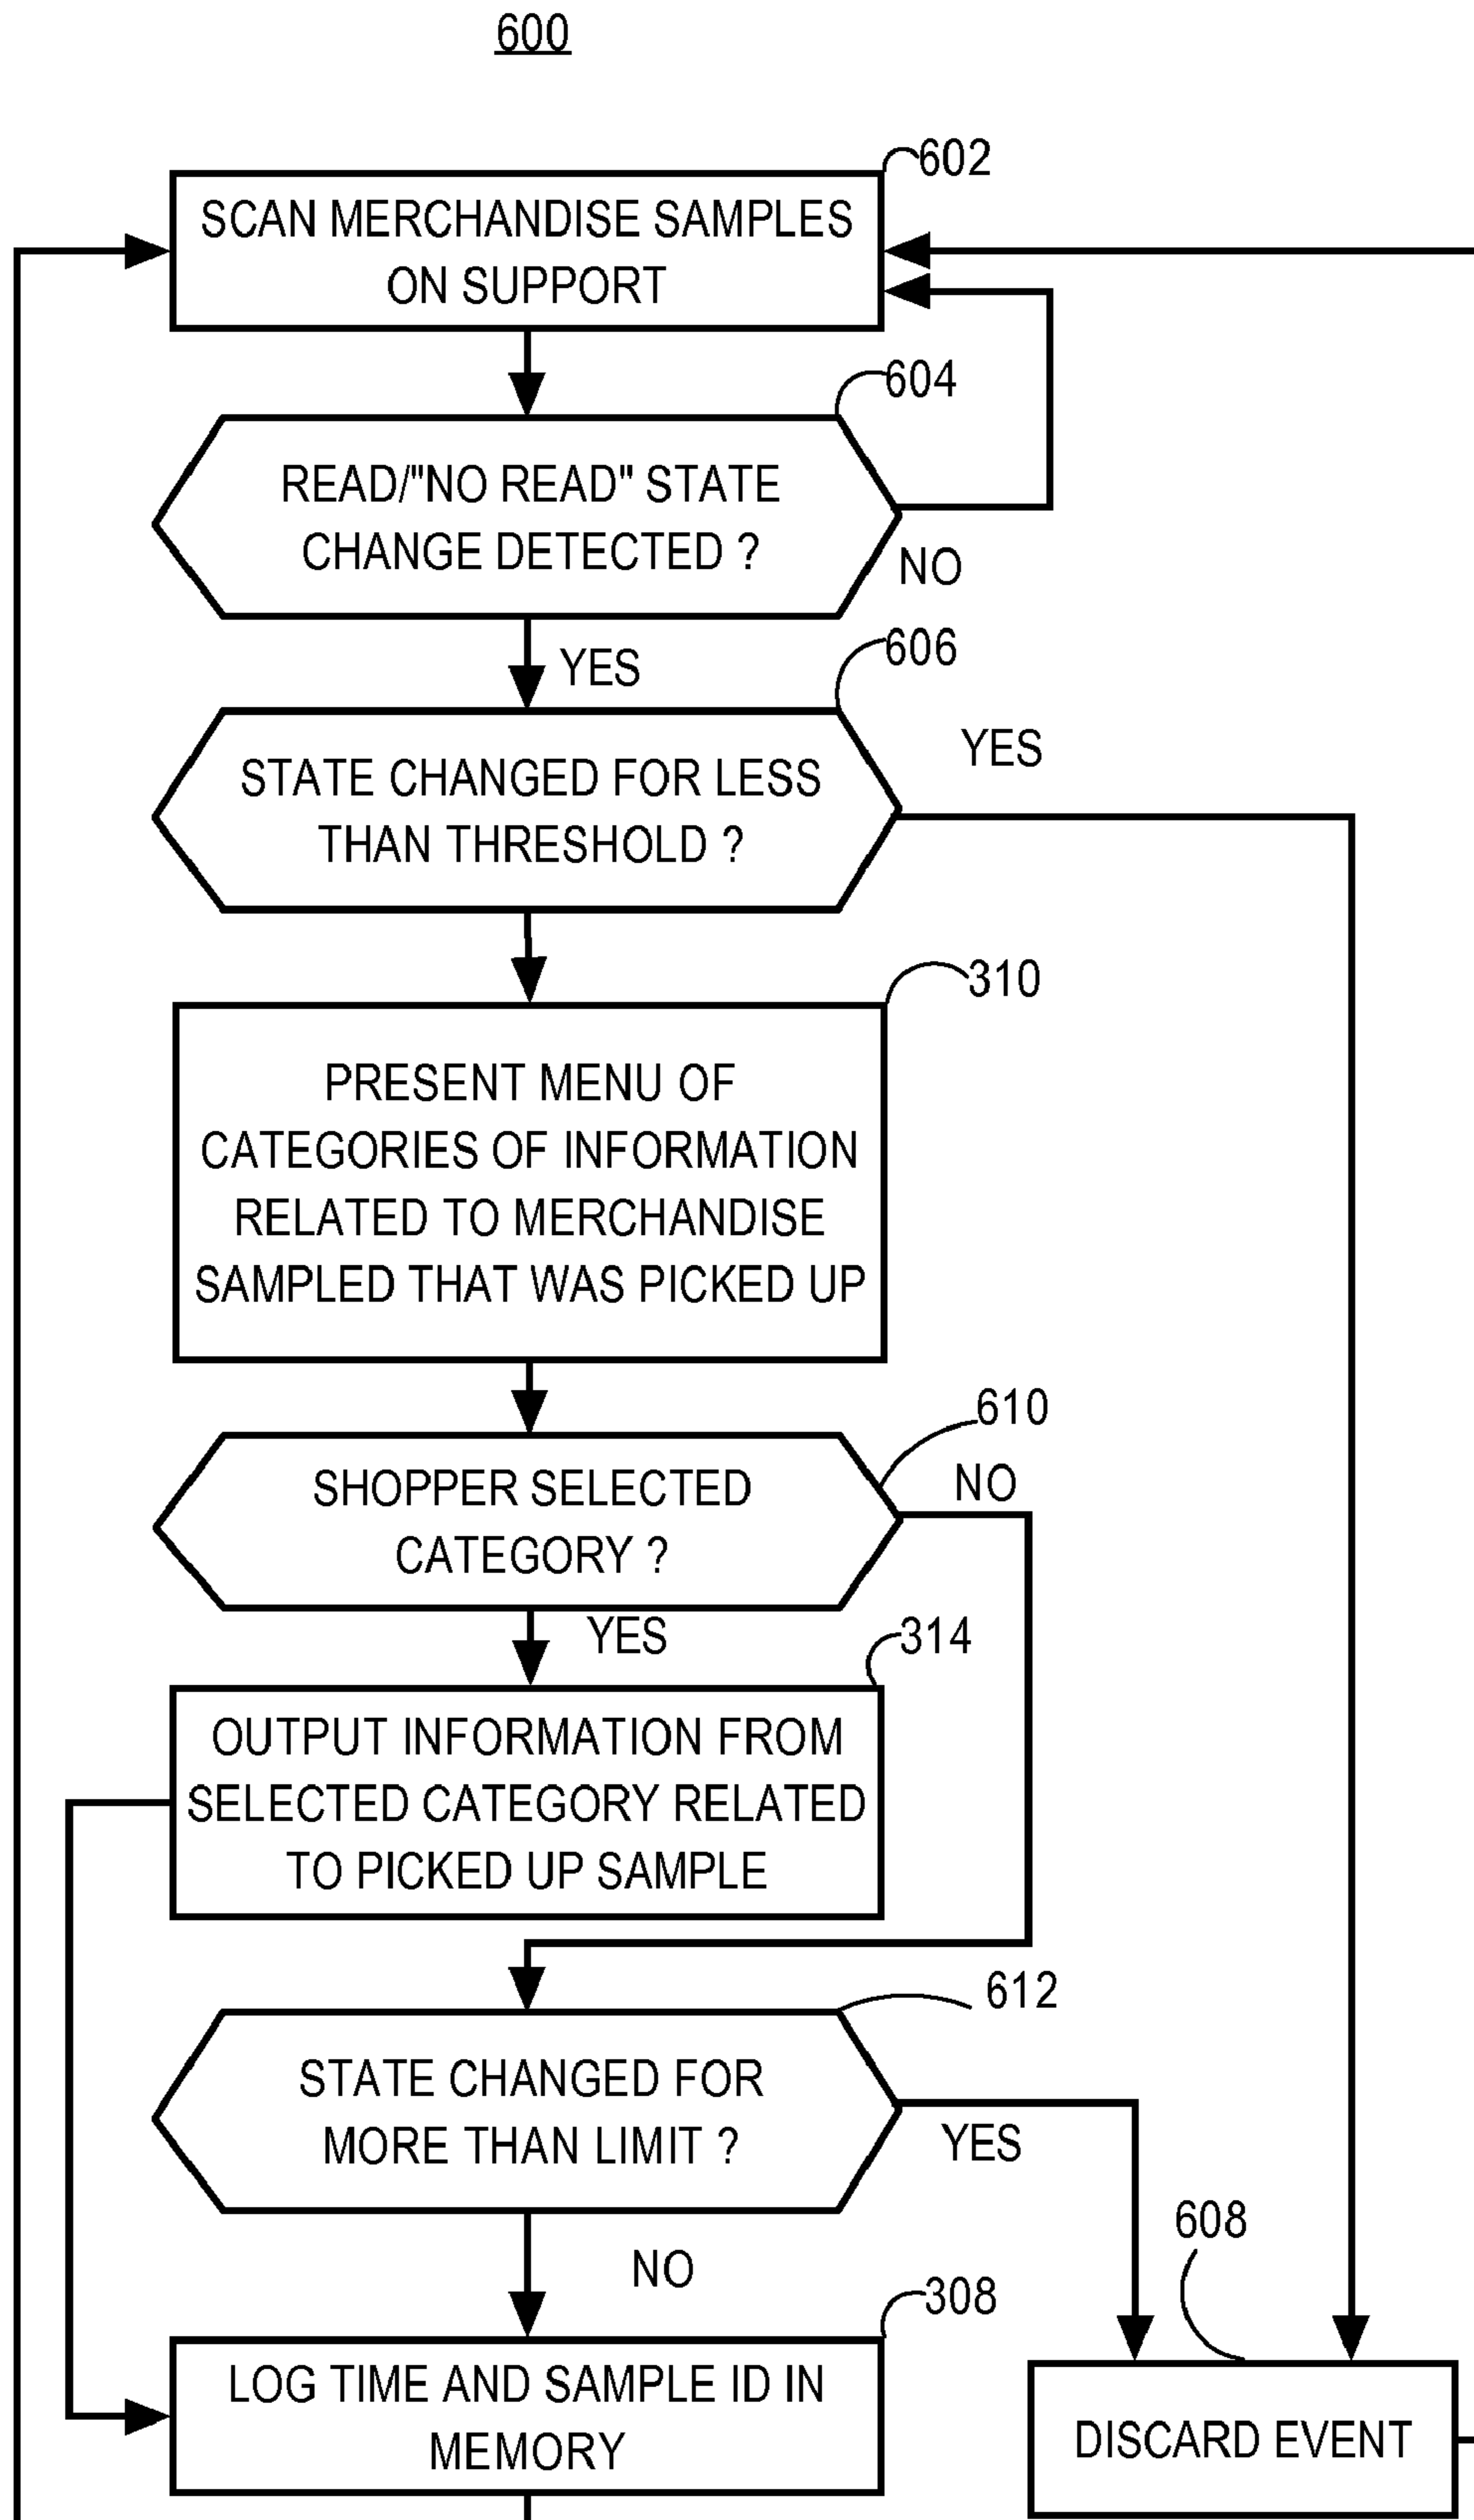 600
602
SCAN MERCHANDISE SAMPLES
ON SUPPORT
604
READ/"NO READ" STATE
CHANGE DETECTED ?
NO
YES
606
YES
STATE CHANGED FOR LESS
THAN THRESHOLD ?
310
PRESENT MENU OF
CATEGORIES OF INFORMATION
RELATED TO MERCHANDISE
SAMPLED THAT WAS PICKED UP
610
NO
SHOPPER SELECTED
CATEGORY ?
YES
314
OUTPUT INFORMATION FROM
SELECTED CATEGORY RELATED
TO PICKED UP SAMPLE
612
STATE CHANGED FOR
MORE THAN LIMIT ?
YES
NO
608
308
LOG TIME AND SAMPLE ID IN
MEMORY
DISCARD EVENT